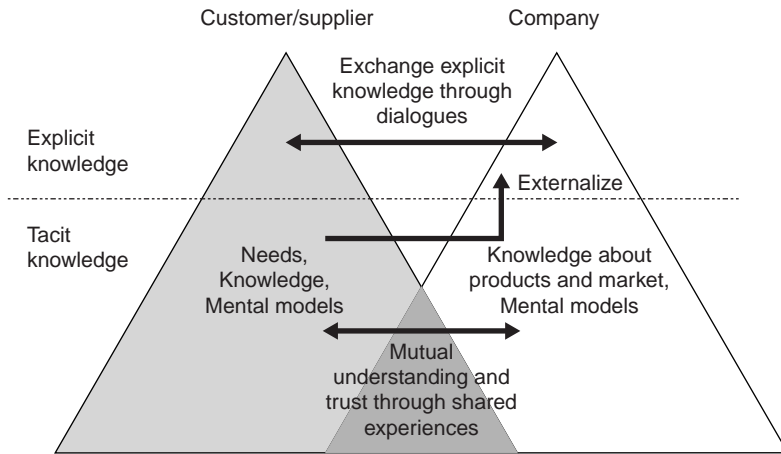 Customer/supplier
Company
Exchange explicit
knowledge through
dialogues
Explicit
knowledge
Externalize
Tacit
knowledge
Needs,
Knowledge,
Mental models
Knowledge about
products and market,
Mental models
Mutual
understanding and
trust through shared
experiences